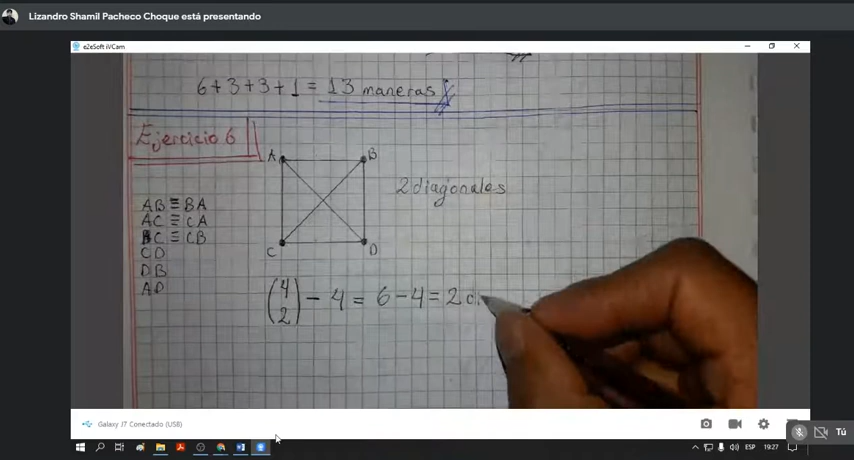 Lizandro Shamil Pacheco Choque está presentando
e2eSoft iVCam
6+3+3+1 = 13 maneras
Ejercicio 6
A B
2 diagonales
AB ≡ BA
AC ≡ CA
BC ≡ CB
CD
DB
AD
C D
(4 2) - 4 = 6 - 4 = 2
Galaxy J7 Conectado (USB)
Tú
ESP 19:27